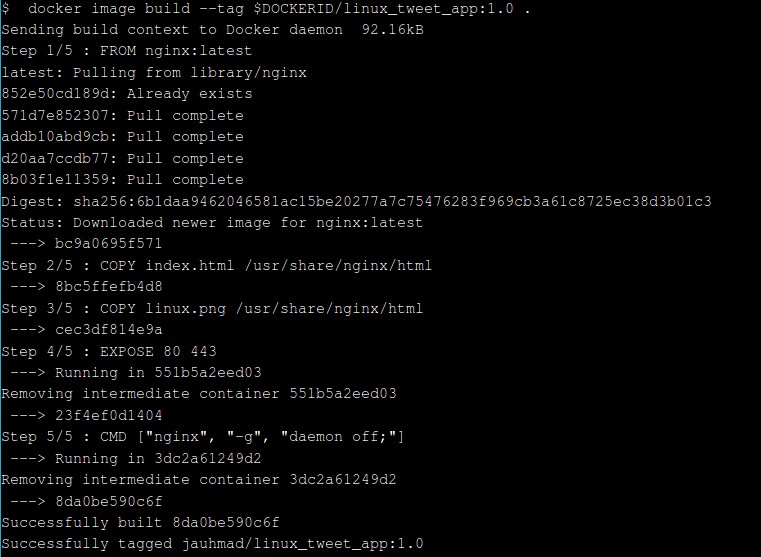 $  docker image build --tag $DOCKERID/linux_tweet_app:1.0 .
Sending build context to Docker daemon  92.16kB
Step 1/5 : FROM nginx:latest
latest: Pulling from library/nginx
852e50cd189d: Already exists
571d7e852307: Pull complete
addb10abd9cb: Pull complete
d20aa7ccdb77: Pull complete
8b03f1e11359: Pull complete
Digest: sha256:6b1daa9462046581ac15be20277a7c75476283f969cb3a61c8725ec38d3b01c3
Status: Downloaded newer image for nginx:latest
 ---> bc9a0695f571
Step 2/5 : COPY index.html /usr/share/nginx/html
 ---> 8bc5ffefb4d8
Step 3/5 : COPY linux.png /usr/share/nginx/html
 ---> cec3df814e9a
Step 4/5 : EXPOSE 80 443
 ---> Running in 551b5a2eed03
Removing intermediate container 551b5a2eed03
 ---> 23f4ef0d1404
Step 5/5 : CMD ["nginx", "-g", "daemon off;"]
 ---> Running in 3dc2a61249d2
Removing intermediate container 3dc2a61249d2
 ---> 8da0be590c6f
Successfully built 8da0be590c6f
Successfully tagged jauhmad/linux_tweet_app:1.0